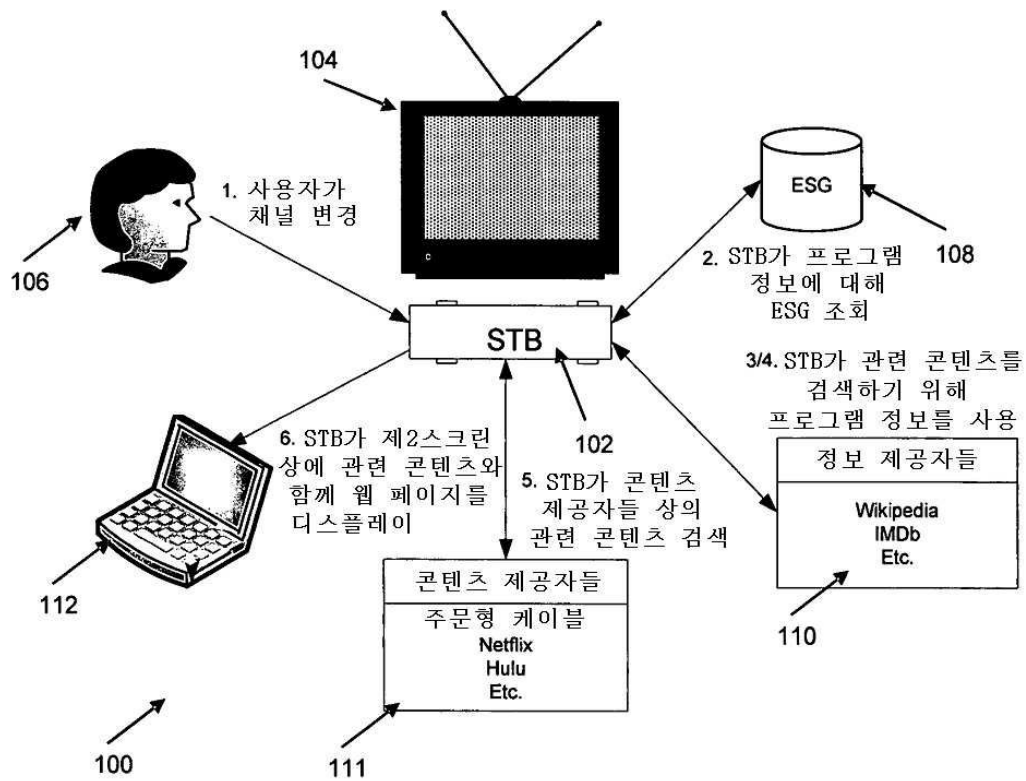 104
ESG
1. 사용자가
채널 변경
106
108
2. STB가 프로그램
정보에 대해
ESG 조회
STB
3/4. STB가 관련 콘텐츠를
검색하기 위해
프로그램 정보를 사용
102
6. STB가 제2스크린
상에 관련 콘텐츠와
함께 웹 페이지를
디스플레이
5. STB가 콘텐츠
제공자들 상의
관련 콘텐츠 검색
정보 제공자들
Wikipedia
IMDb
Etc.
112
콘텐츠 제공자들
주문형 케이블
Netflix
Hulu
Etc.
110
100
111